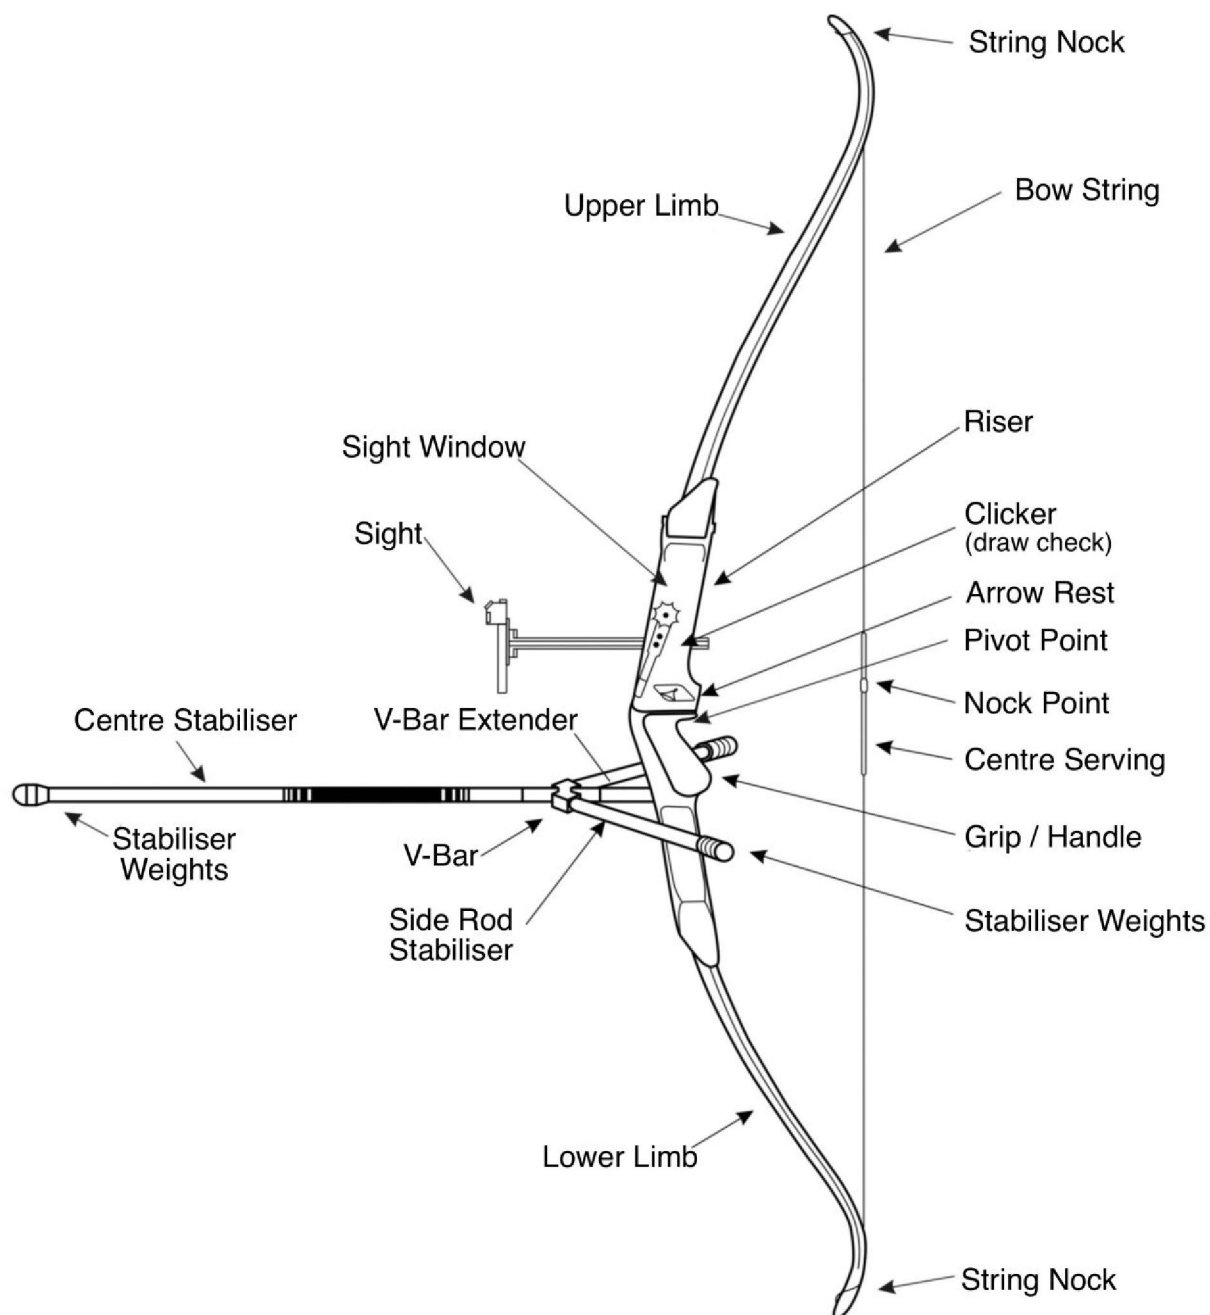 String Nock
Bow String
Upper Limb
Riser
Sight Window
Clicker
(draw check)
Sight
Arrow Rest
Pivot Point
Nock Point
Centre Stabiliser
V-Bar Extender
Centre Serving
Stabiliser
Weights
Grip / Handle
V-Bar
Side Rod
Stabiliser
Stabiliser Weights
Lower Limb
String Nock